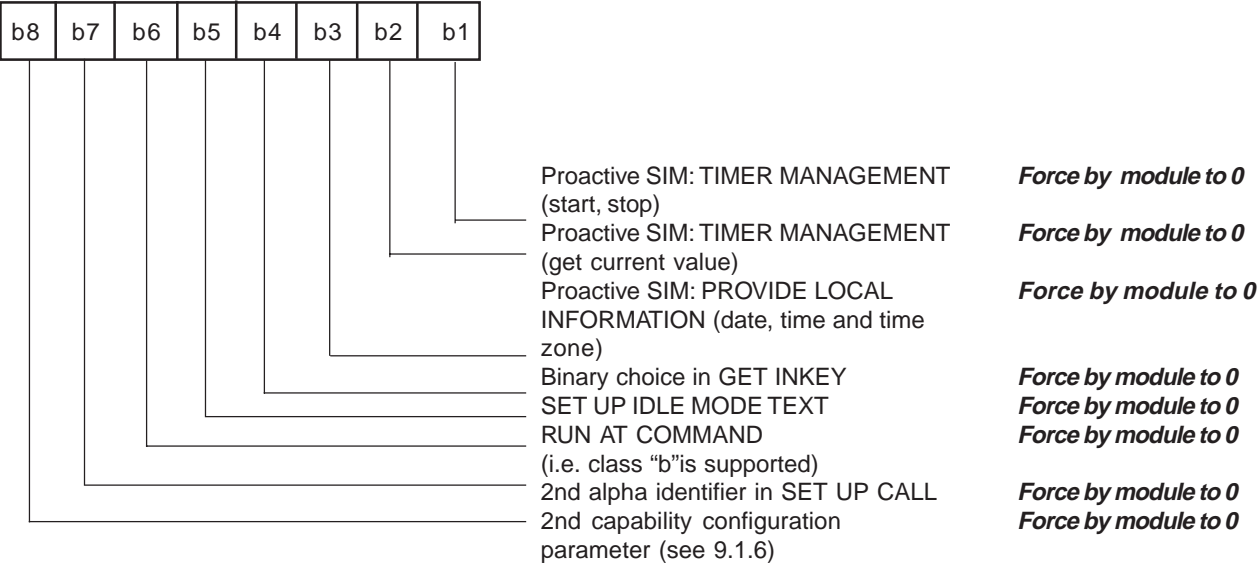 b8 b7 b6 b5 b4 b3 b2 b1
Proactive SIM: TIMER MANAGEMENT Force by module to 0
(start, stop)
Proactive SIM: TIMER MANAGEMENT Force by module to 0
(get current value)
Proactive SIM: PROVIDE LOCAL Force by module to 0
INFORMATION (date, time and time
zone)
Binary choice in GET INKEY Force by module to 0
SET UP IDLE MODE TEXT Force by module to 0
RUN AT COMMAND Force by module to 0
(i.e. class “b”is supported)
2nd alpha identifier in SET UP CALL Force by module to 0
2nd capability configuration Force by module to 0
parameter (see 9.1.6)